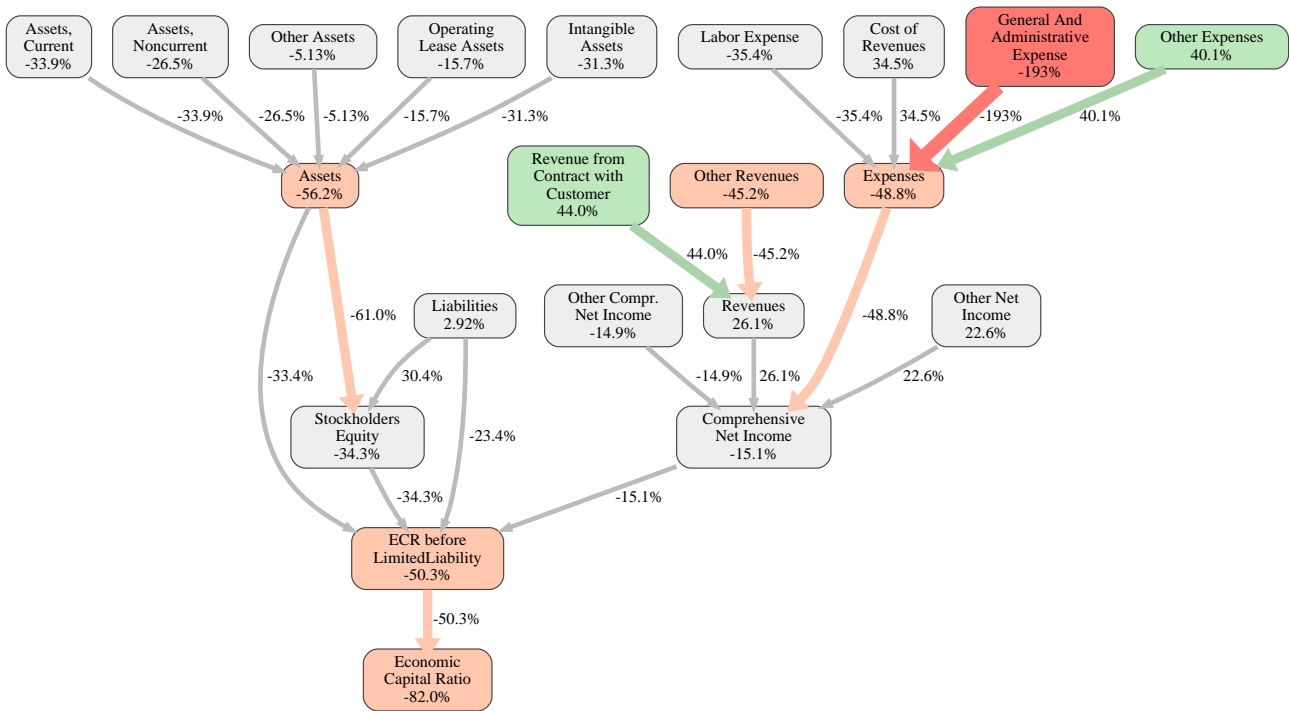 Assets,
Current
-33.9%
Assets,
Noncurrent
-26.5%
Other Assets
-5.13%
Operating
Lease Assets
-15.7%
Intangible
Assets
-31.3%
Labor Expense
-35.4%
Cost of
Revenues
34.5%
General And
Administrative
Expense
-193%
Other Expenses
40.1%
-33.9%
-26.5%
-5.13%
-15.7%
-31.3%
-35.4%
34.5%
-193%
40.1%
Assets
-56.2%
Revenue from
Contract with
Customer
44.0%
Other Revenues
-45.2%
Expenses
-48.8%
44.0%
-45.2%
-61.0%
Liabilities
2.92%
Other Compr.
Net Income
-14.9%
Revenues
26.1%
-48.8%
Other Net
Income
22.6%
-33.4%
30.4%
-14.9%
26.1%
22.6%
Stockholders
Equity
-34.3%
-23.4%
Comprehensive
Net Income
-15.1%
-34.3%
-15.1%
ECR before
LimitedLiability
-50.3%
-50.3%
Economic
Capital Ratio
-82.0%